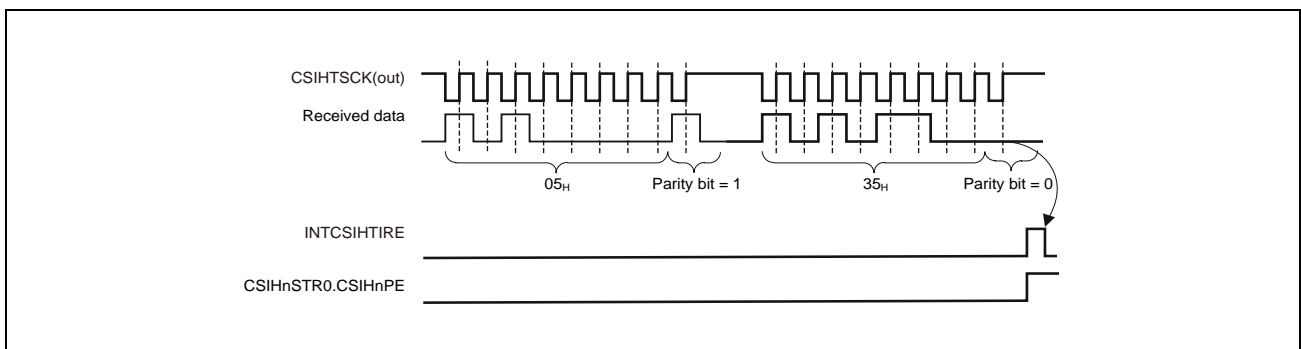 CSIHTSCK(out)
Received data
05H Parity bit = 1 35H Parity bit = 0
INTCSIHTIRE
CSIHnSTR0.CSIHnPE